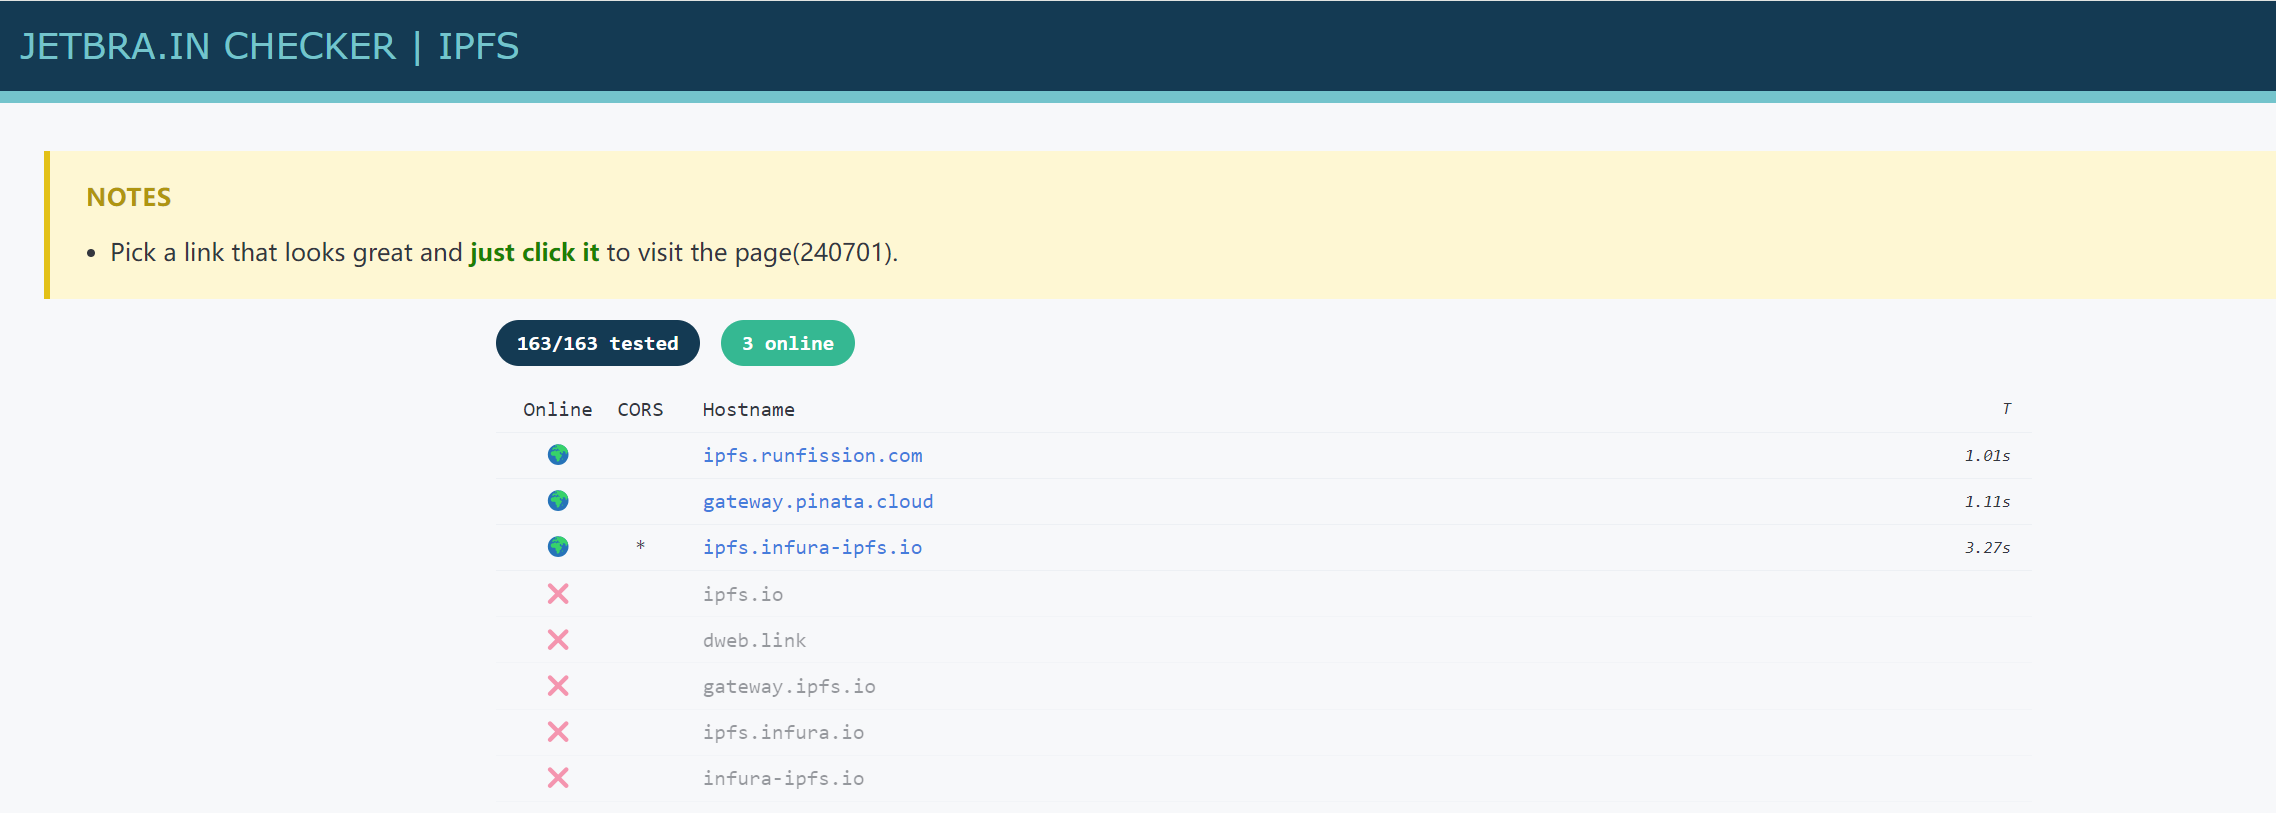 JETBRA.IN CHECKER | IPFS
NOTES
• Pick a link that looks great and just click it to visit the page(240701).
163/163 tested 3 online
Online CORS Hostname T
ipfs.runfission.com 1.01s
gateway.pinata.cloud 1.11s
* ipfs.infura-ipfs.io 3.27s
ipfs.io
dweb.link
gateway.ipfs.io
ipfs.infura.io
infura-ipfs.io